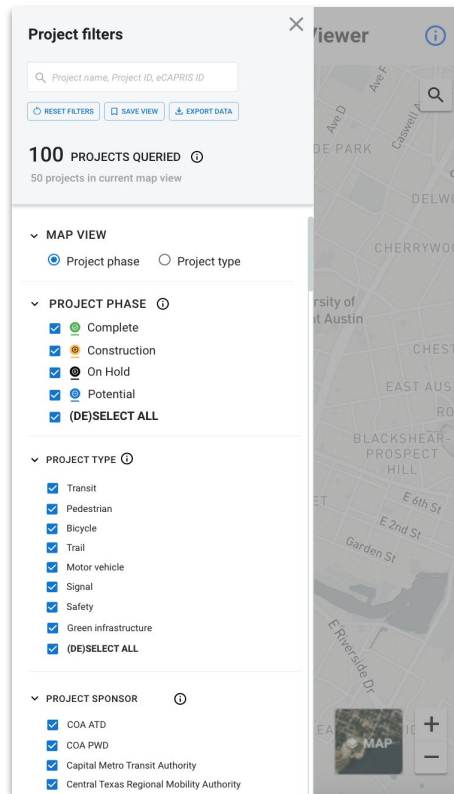 Project filters
Viewer
Project name, Project ID, eCAPRIS ID
RESET FILTERS
SAVE VIEW
EXPORT DATA
100 PROJECTS QUERIED
50 projects in current map view
MAP VIEW
Project phase
Project type
PROJECT PHASE
Complete
Construction
On Hold
Potential
(DE)SELECT ALL
PROJECT TYPE
Transit
Pedestrian
Bicycle
Trail
Motor vehicle
Signal
Safety
Green infrastructure
(DE)SELECT ALL
PROJECT SPONSOR
COA ATD
COA PWD
Capital Metro Transit Authority
Central Texas Regional Mobility Authority
Ave F
Ave D
Caswell
DE PARK
DELW
CHERRYWO
rsity of
at Austin
CHEST
EAST AUS
RO
BLACKSHEAR-
PROSPECT
HILL
ET
E 6th St
E 2nd St
Garden St
E Riverside Dr
EA
MAP
+
−